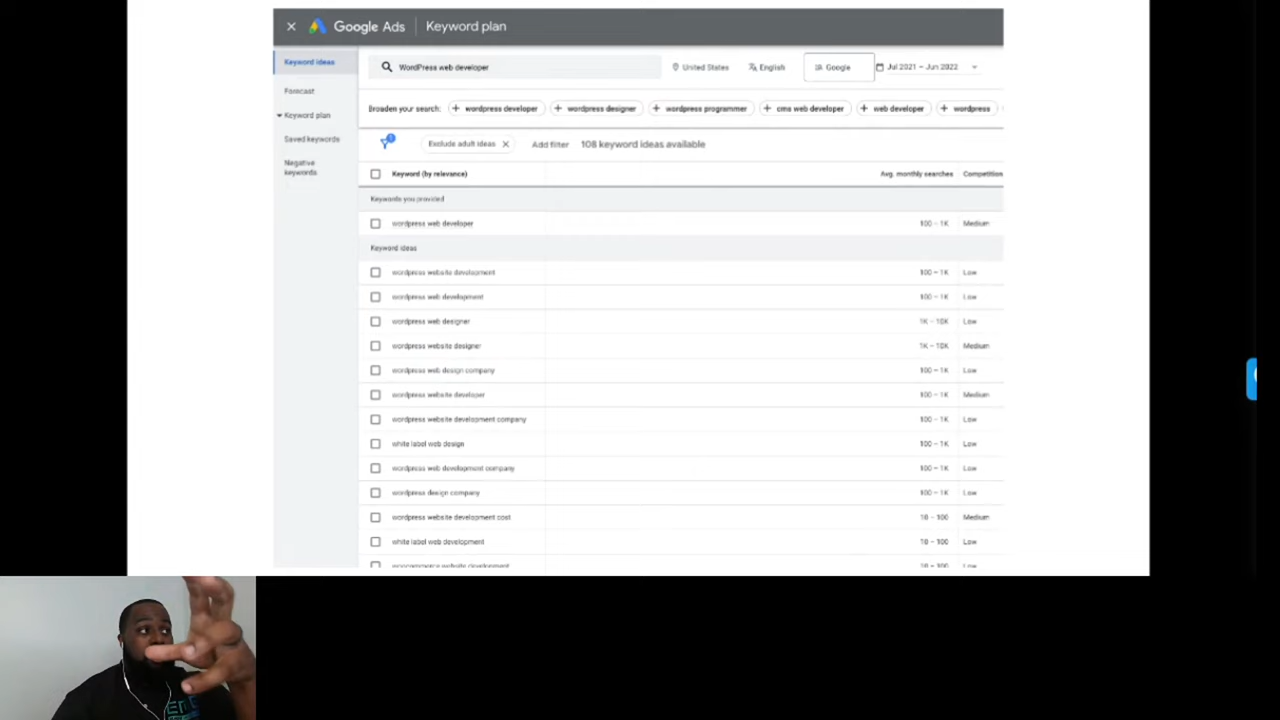 Google Ads Keyword plan
Keyword ideas
Forecast
Keyword plan
Saved keywords
Negative
keywords
WordPress web developer United States English Google Jul 2021 – Jun 2022
Broaden your search: wordpress developer wordpress designer wordpress programmer cms web developer web developer wordpress
Exclude adult ideas Add filter 108 keyword ideas available
Keyword (by relevance) Avg. monthly searches Competition
Keywords you provided
wordpress web developer 100 – 1K Medium
Keyword ideas
wordpress website development 100 – 1K Low
wordpress web development 100 – 1K Low
wordpress web designer 1K – 10K Low
wordpress website designer 1K – 10K Medium
wordpress web design company 100 – 1K Low
wordpress website developer 100 – 1K Medium
wordpress website development company 100 – 1K Low
white label web design 100 – 1K Low
wordpress web development company 100 – 1K Low
wordpress design company 100 – 1K Low
wordpress website development cost 10 – 100 Medium
white label web development 10 – 100 Low
woocommerce website development 10 – 100 Low